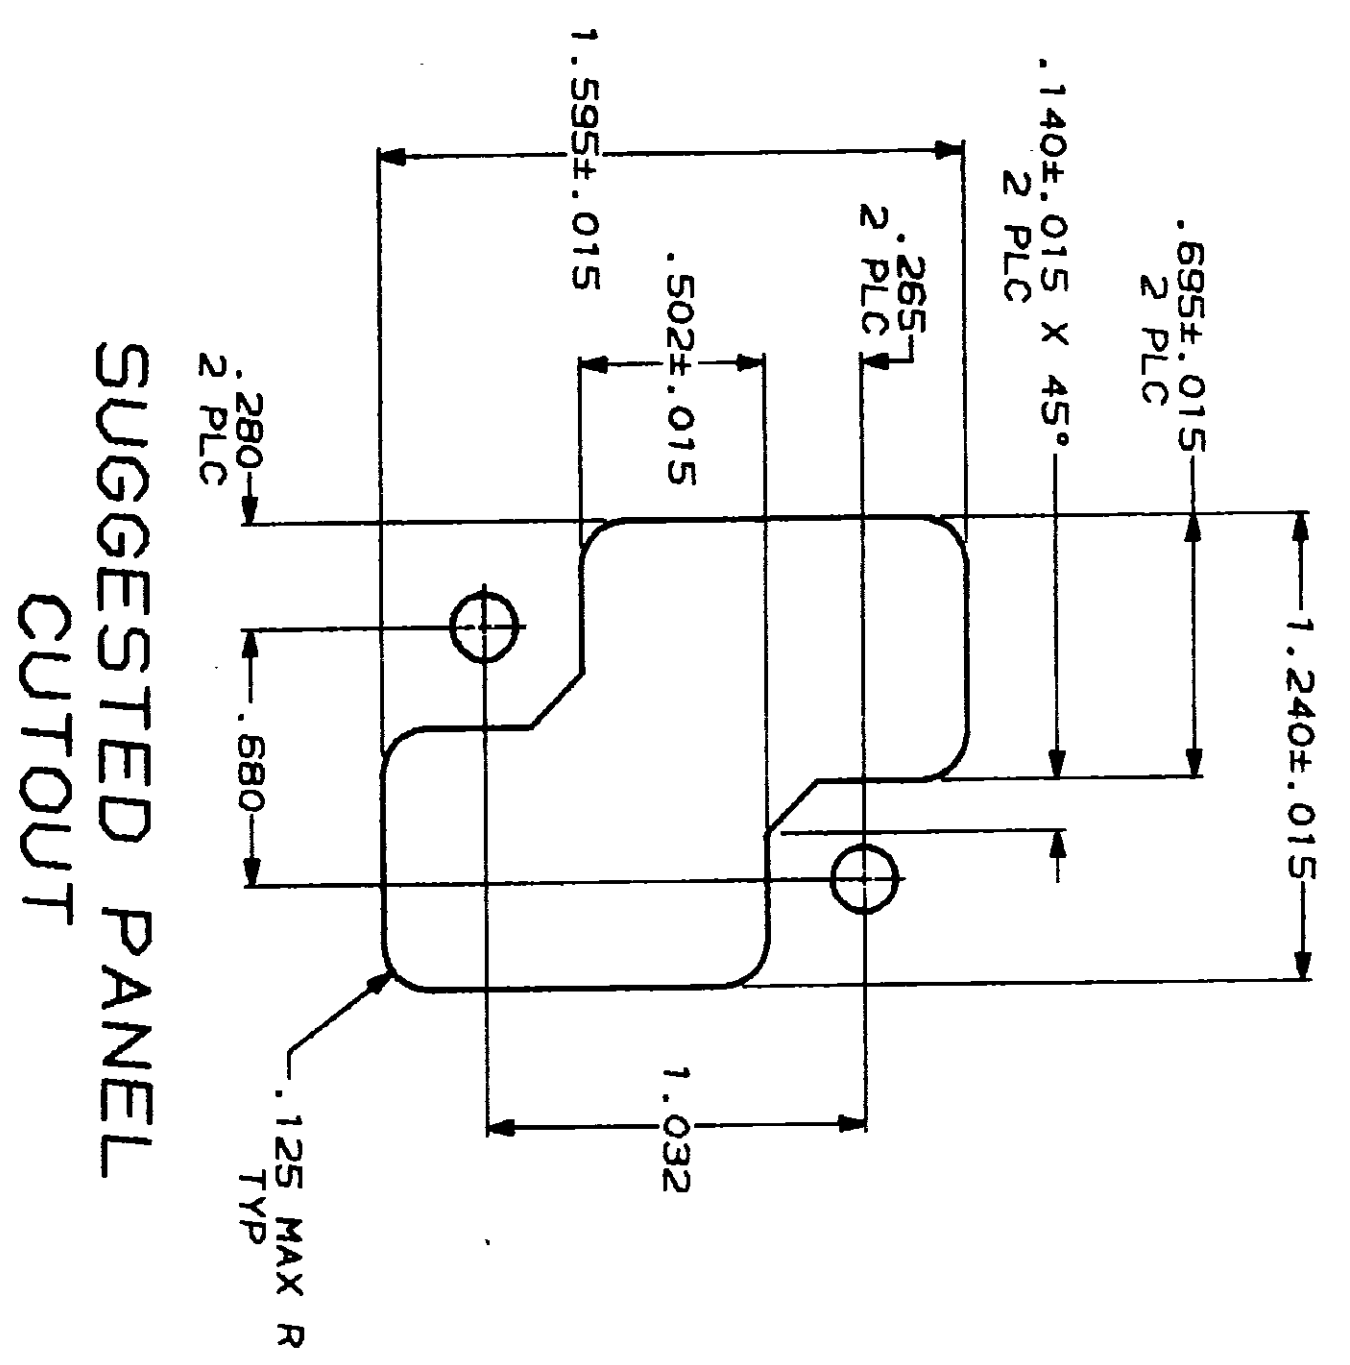 1.240±.015
.695±.015
2 PLC
.140±.015 X 45°
2 PLC
.265
2 PLC
.502±.015
1.032
1.595±.015
.125 MAX R
TYP
.280
2 PLC
.680
SUGGESTED PANEL
CUTOUT